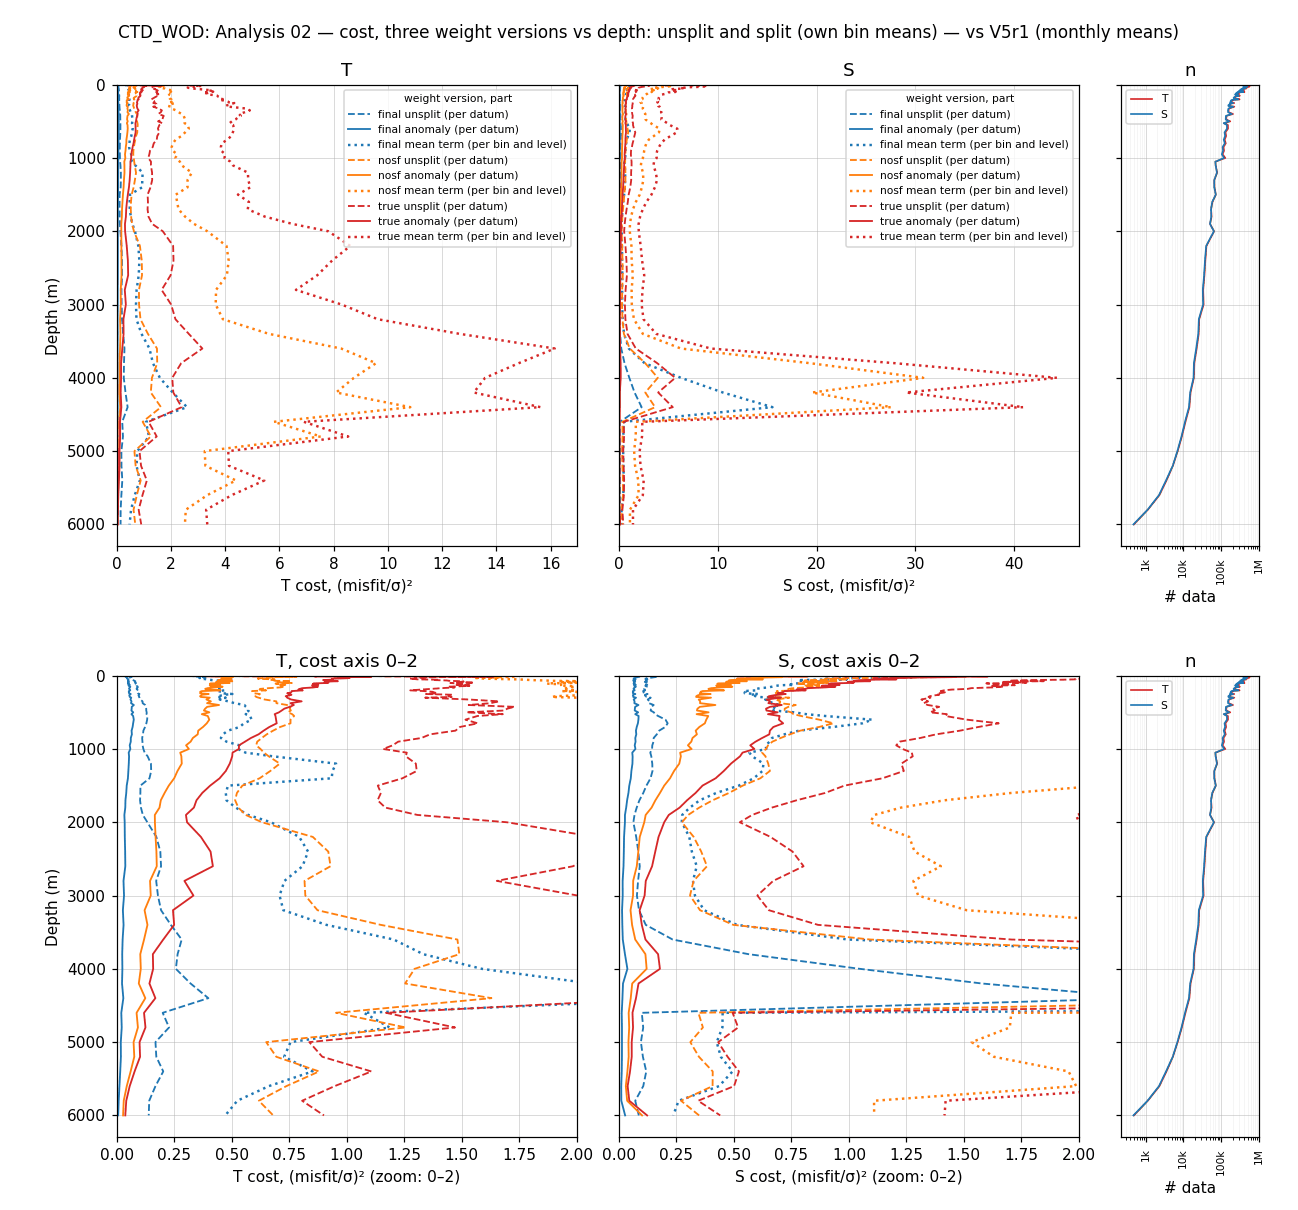 CTD_WOD: Analysis 02 — cost, three weight versions vs depth: unsplit and split (own bin means) — vs V5r1 (monthly means)
T
S
n
weight version, part
final unsplit (per datum)
final anomaly (per datum)
final mean term (per bin and level)
nosf unsplit (per datum)
nosf anomaly (per datum)
nosf mean term (per bin and level)
true unsplit (per datum)
true anomaly (per datum)
true mean term (per bin and level)
weight version, part
final unsplit (per datum)
final anomaly (per datum)
final mean term (per bin and level)
nosf unsplit (per datum)
nosf anomaly (per datum)
nosf mean term (per bin and level)
true unsplit (per datum)
true anomaly (per datum)
true mean term (per bin and level)
T
S
0
1000
2000
3000
4000
5000
6000
Depth (m)
0 2 4 6 8 10 12 14 16
T cost, (misfit/σ)²
0 10 20 30 40
S cost, (misfit/σ)²
1k 10k 100k 1M
# data
T, cost axis 0–2
S, cost axis 0–2
n
T
S
0
1000
2000
3000
4000
5000
6000
Depth (m)
0.00 0.25 0.50 0.75 1.00 1.25 1.50 1.75 2.00
T cost, (misfit/σ)² (zoom: 0–2)
0.00 0.25 0.50 0.75 1.00 1.25 1.50 1.75 2.00
S cost, (misfit/σ)² (zoom: 0–2)
1k 10k 100k 1M
# data